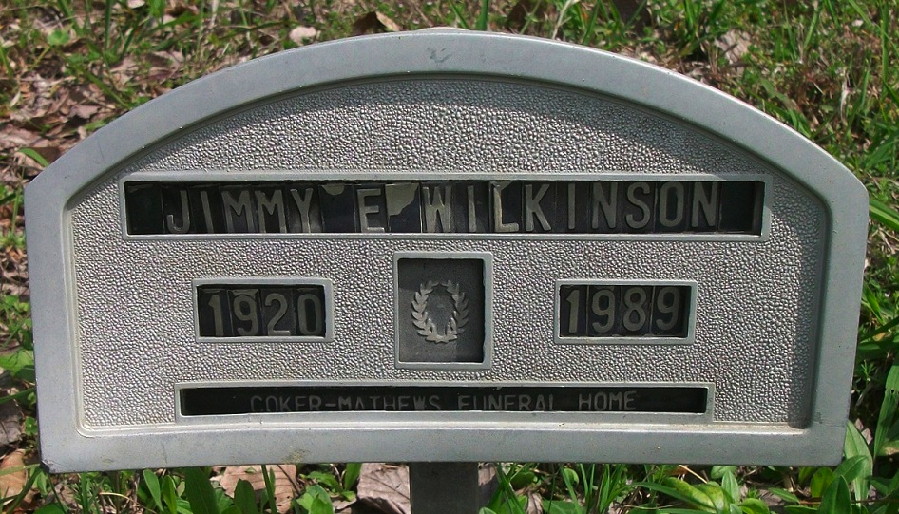 JIMMY E WILKINSON
1920 1989
COKER-MATHEWS FUNERAL HOME